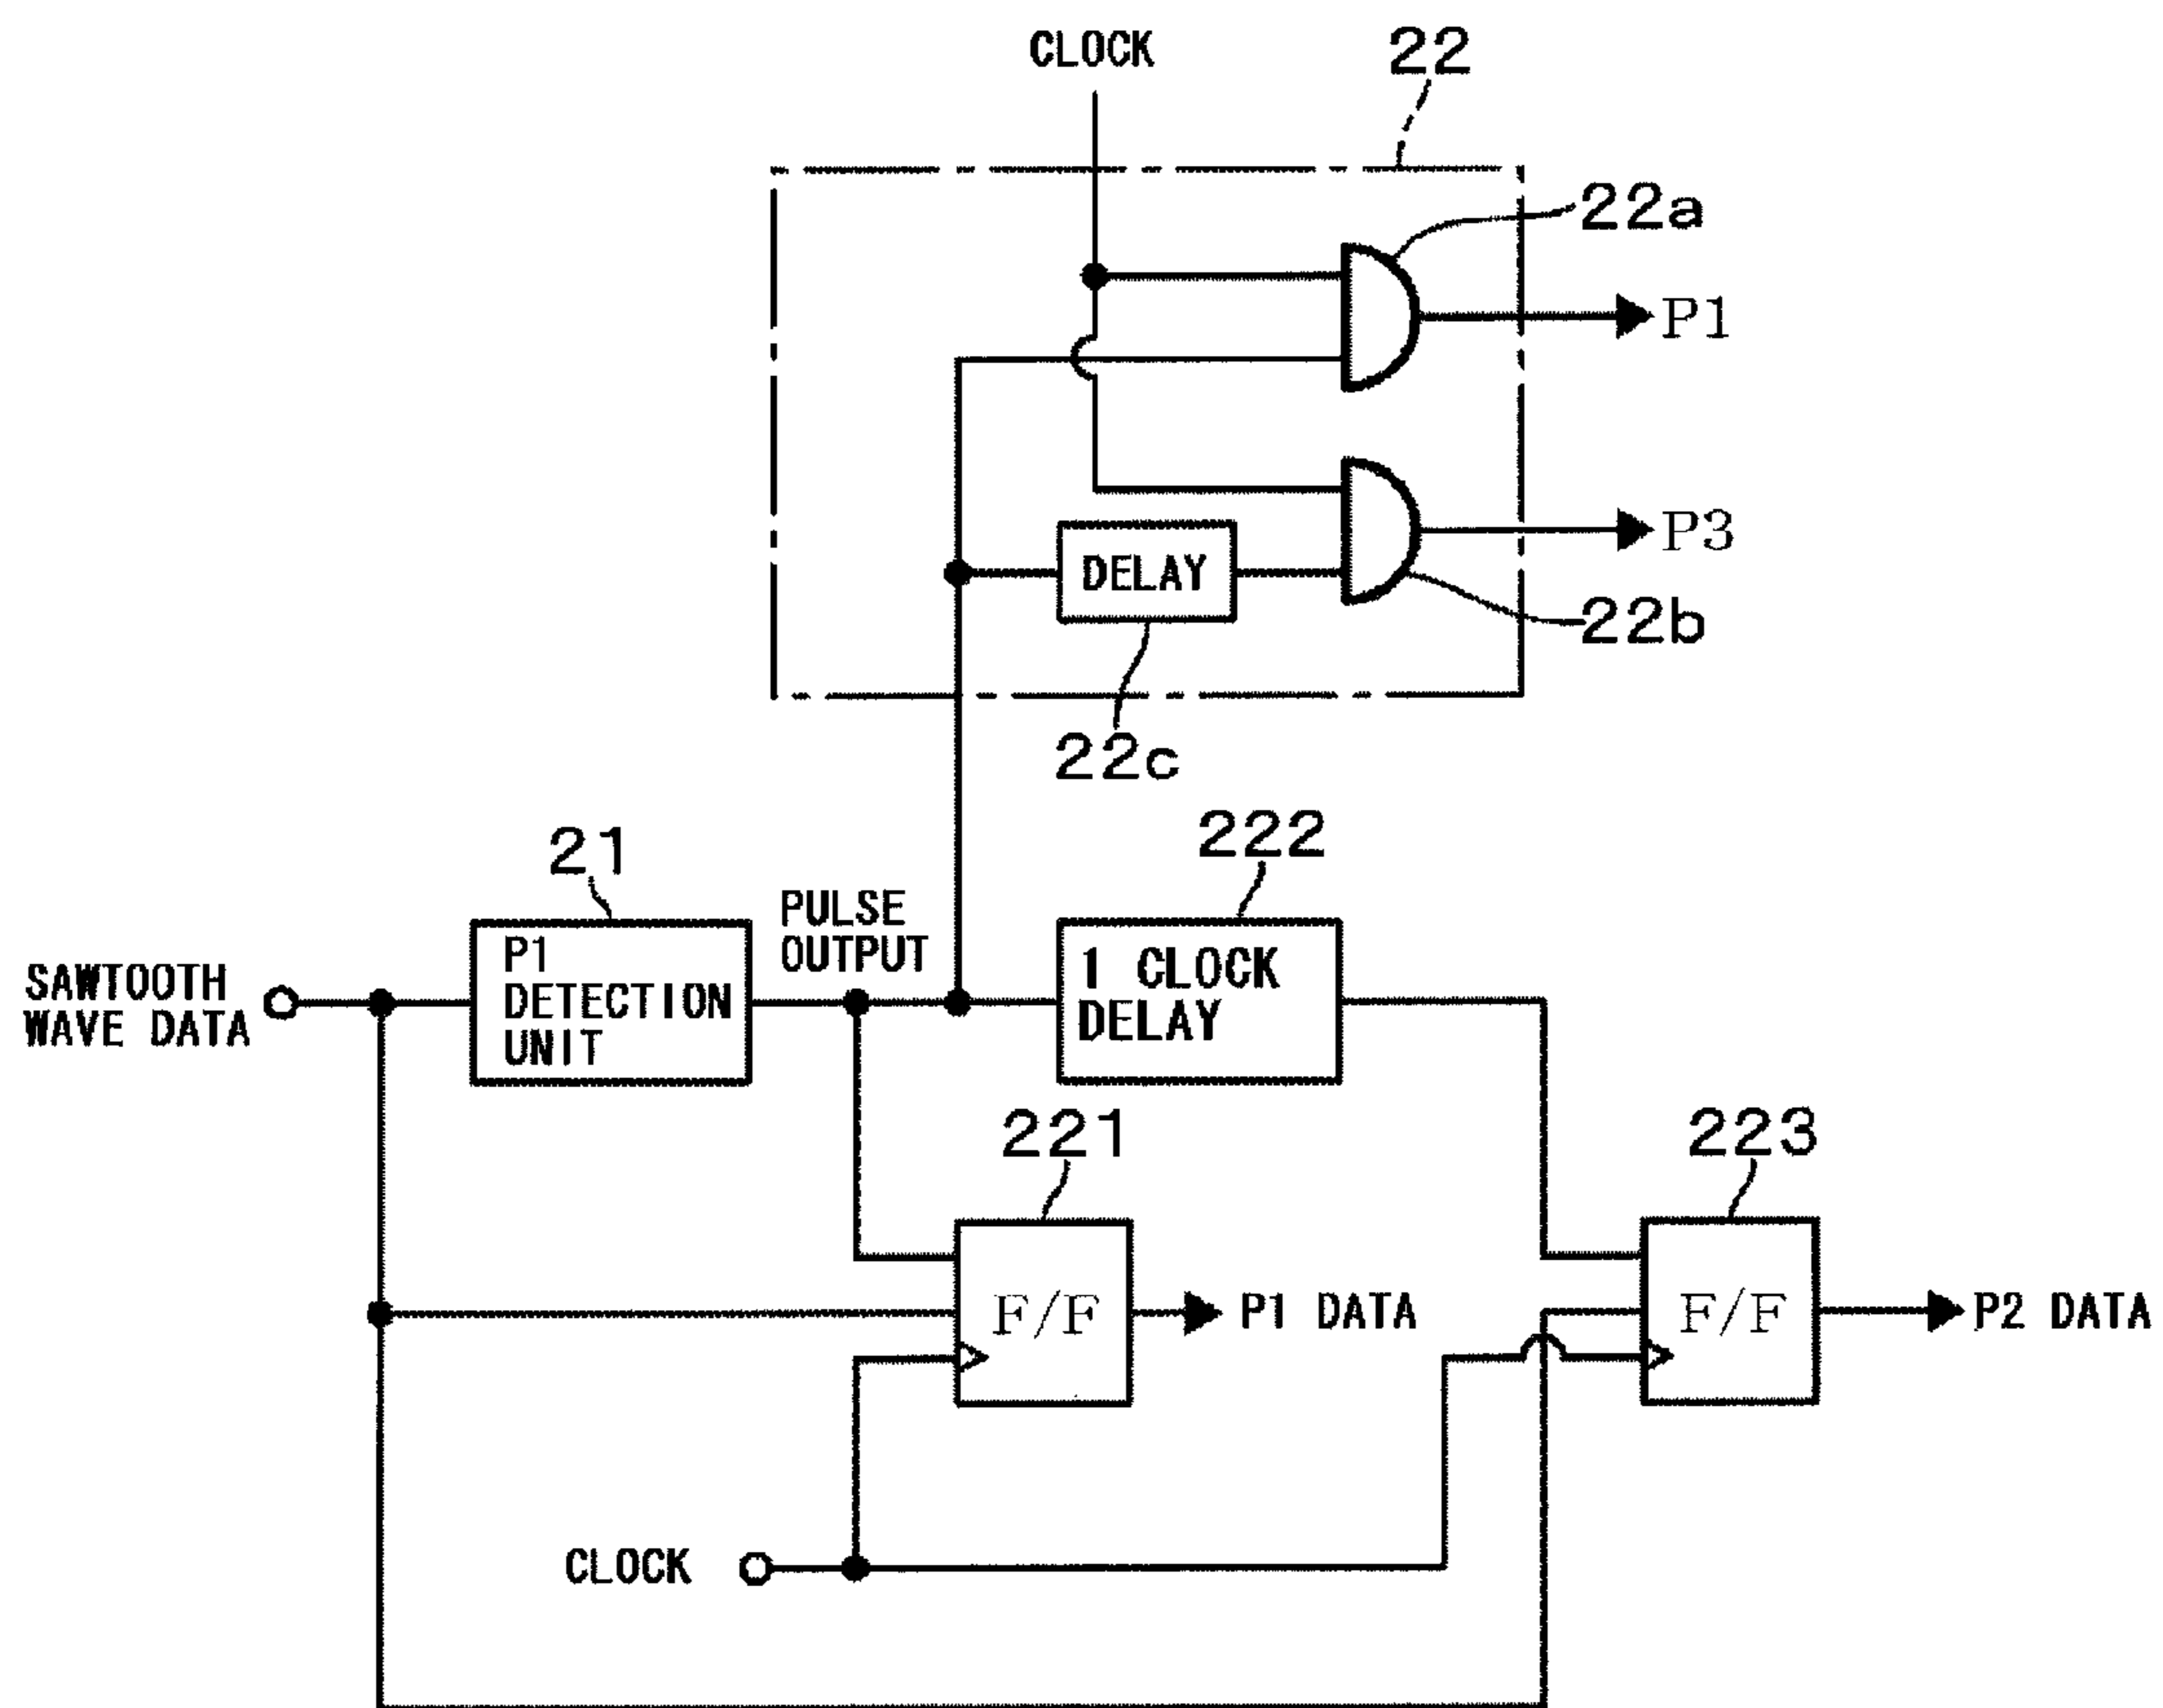 CLOCK
22
22a
P1
P3
DELAY
22b
22c
222
21
PULSE
OUTPUT
P1
DETECTION
UNIT
1 CLOCK
DELAY
SAWTOOTH
WAVE DATA
221
223
F/F
P1 DATA
F/F
P2 DATA
CLOCK